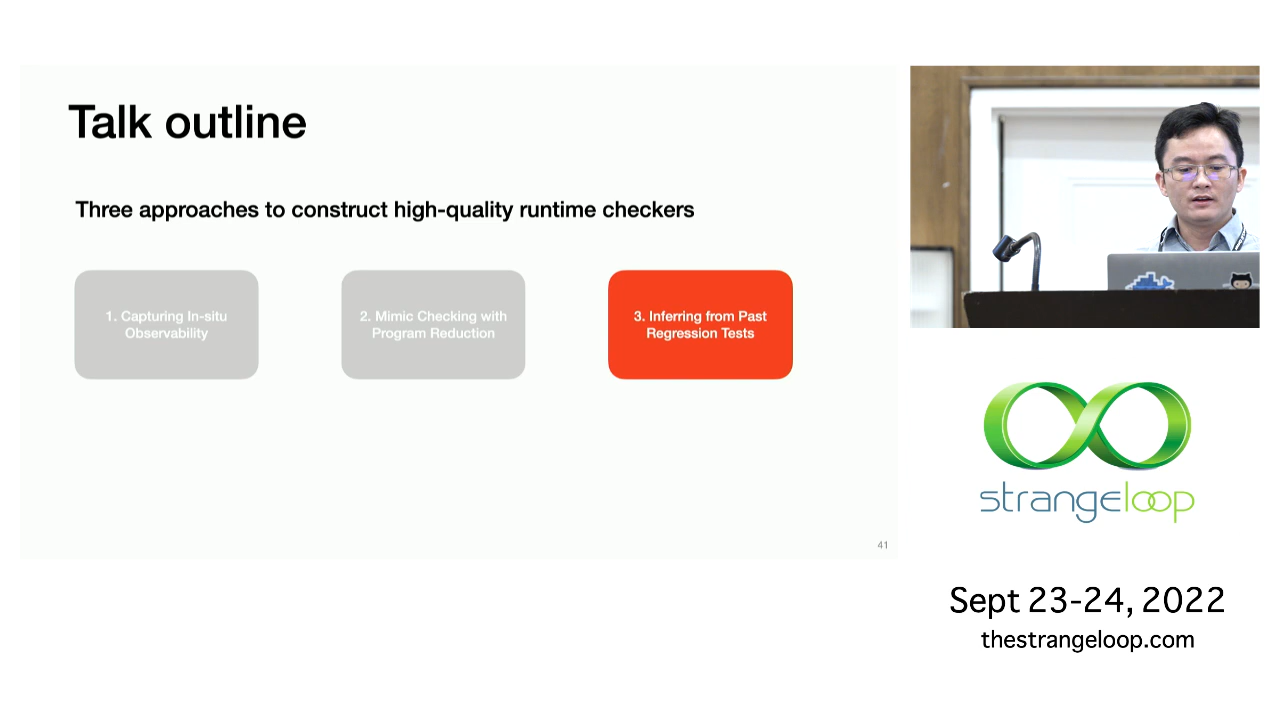 Talk outline
Three approaches to construct high-quality runtime checkers
1. Capturing In-situ
Observability
2. Mimic Checking with
Program Reduction
3. Inferring from Past
Regression Tests
41
strangeloop
Sept 23-24, 2022
thestrangeloop.com